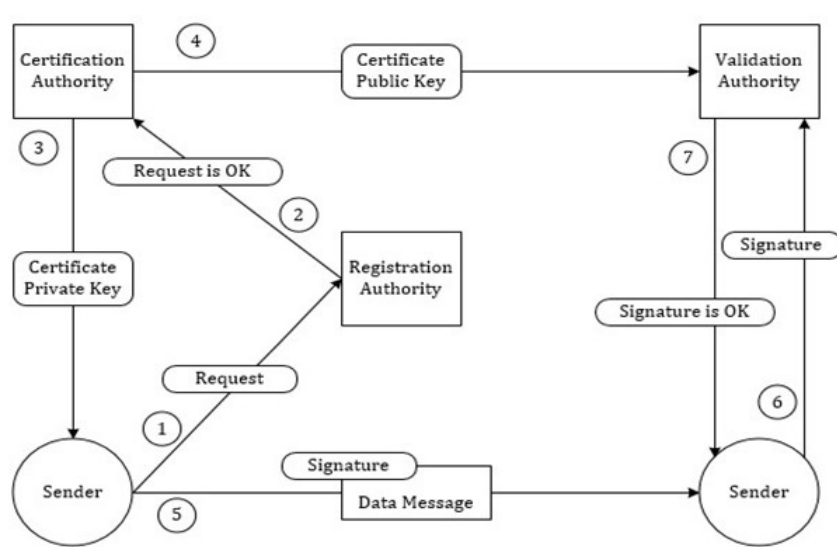 4
Certification
Authority
Certificate
Public Key
Validation
Authority
3
7
Request is OK
2
Signature
Certificate
Private Key
Registration
Authority
Signature is OK
Request
1
6
Signature
Sender
Data Message
Sender
5